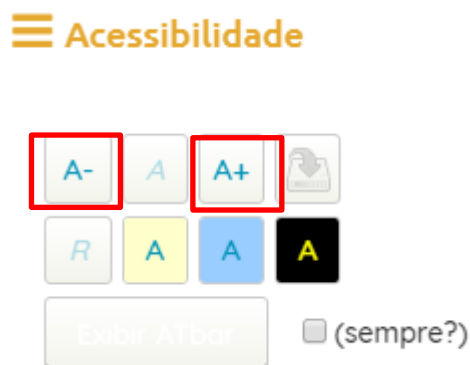 Acessibilidade
A- A A+
R A A A
Exibir ATbar (sempre?)